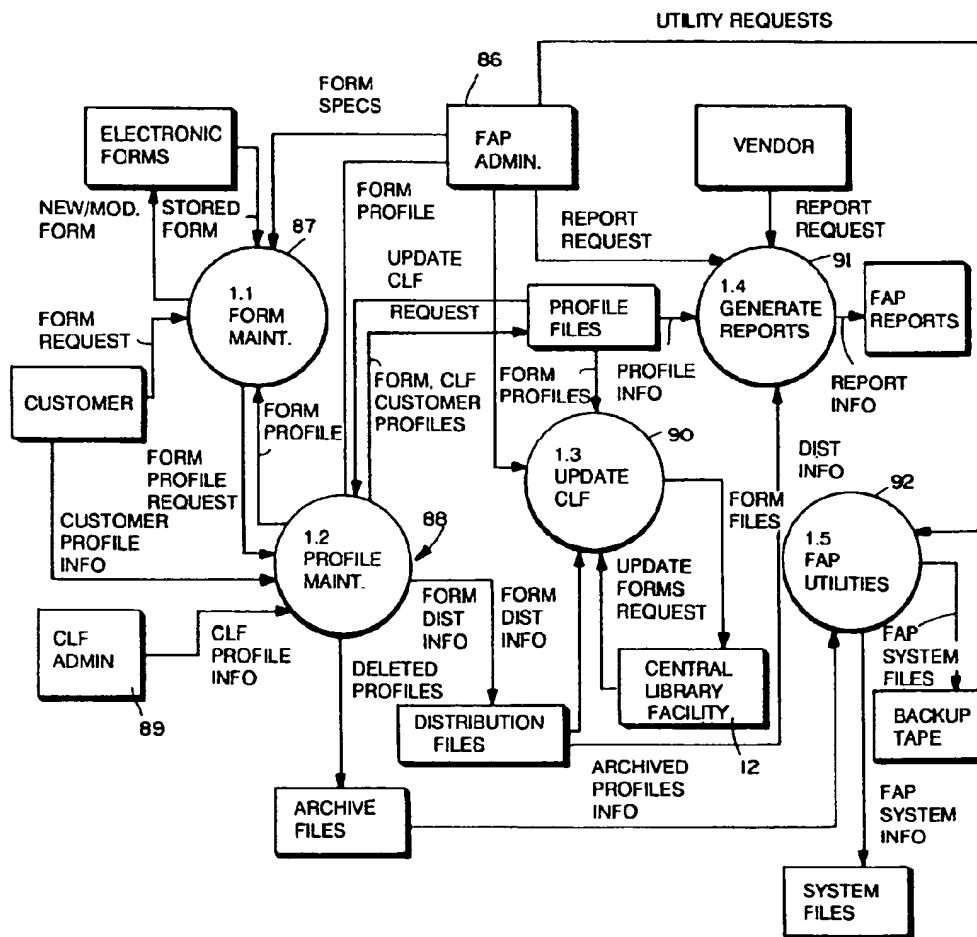 UTILITY REQUESTS
86
FORM
SPECS
ELECTRONIC
FORMS
FAP
ADMIN.
VENDOR
NEW/MOD.
FORM
STORED
FORM
87
FORM
PROFILE
REPORT
REQUEST
REPORT
REQUEST
91
UPDATE
CLF
REQUEST
1.1
FORM
MAINT.
PROFILE
FILES
1.4
GENERATE
REPORTS
FAP
REPORTS
FORM
REQUEST
CUSTOMER
FORM
PROFILE
FORM, CLF
CUSTOMER
PROFILES
FORM
PROFILES
PROFILE
INFO
REPORT
INFO
90
FORM
PROFILE
REQUEST
1.3
UPDATE
CLF
FORM
FILES
DIST
INFO
92
CUSTOMER
PROFILE
INFO
88
1.2
PROFILE
MAINT.
1.5
FAP
UTILITIES
CLF
ADMIN
89
CLF
PROFILE
INFO
FORM
DIST
INFO
FORM
DIST
INFO
UPDATE
FORMS
REQUEST
FAP
SYSTEM
FILES
DELETED
PROFILES
DISTRIBUTION
FILES
CENTRAL
LIBRARY
FACILITY
12
BACKUP
TAPE
ARCHIVE
FILES
ARCHIVED
PROFILES
INFO
FAP
SYSTEM
INFO
SYSTEM
FILES